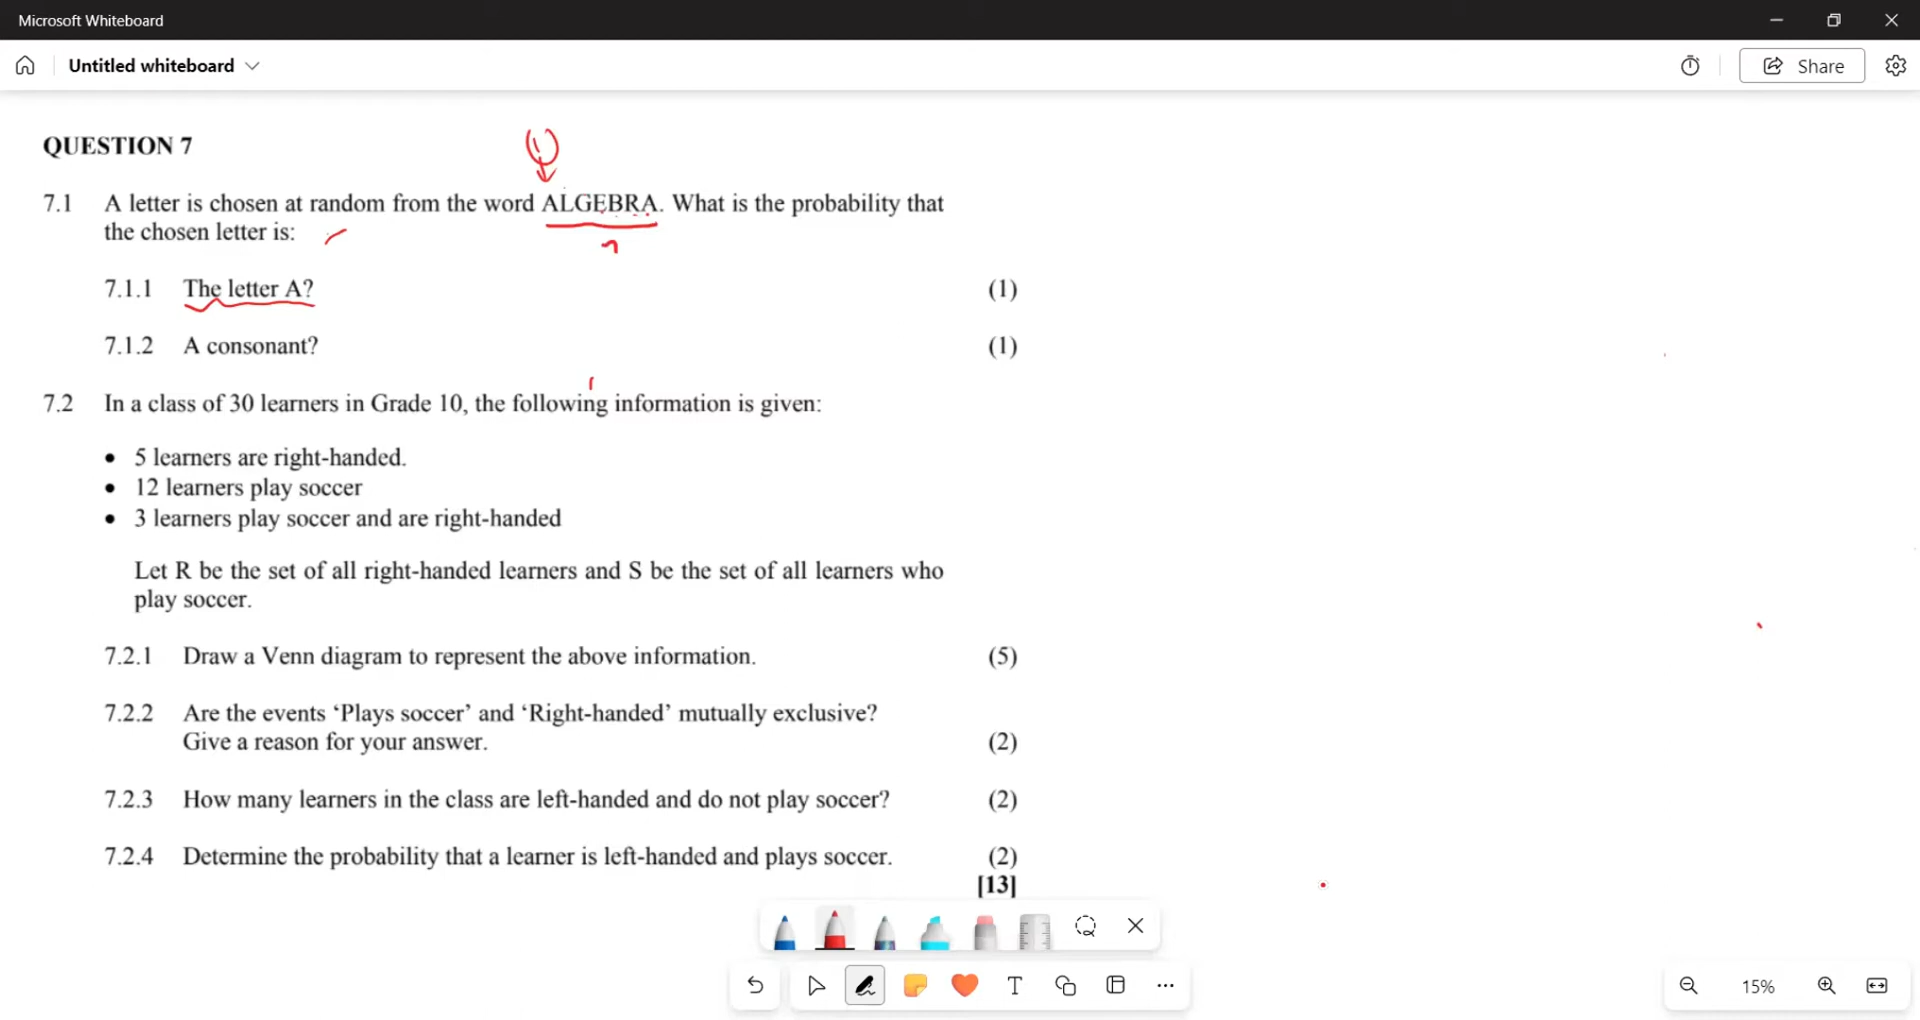 Microsoft Whiteboard
Untitled whiteboard
Share
QUESTION 7
7.1 A letter is chosen at random from the word ALGEBRA. What is the probability that
the chosen letter is:
7.1.1 The letter A? (1)
7.1.2 A consonant? (1)
7.2 In a class of 30 learners in Grade 10, the following information is given:
• 5 learners are right-handed.
• 12 learners play soccer
• 3 learners play soccer and are right-handed
Let R be the set of all right-handed learners and S be the set of all learners who
play soccer.
7.2.1 Draw a Venn diagram to represent the above information. (5)
7.2.2 Are the events ‘Plays soccer’ and ‘Right-handed’ mutually exclusive?
Give a reason for your answer. (2)
7.2.3 How many learners in the class are left-handed and do not play soccer? (2)
7.2.4 Determine the probability that a learner is left-handed and plays soccer. (2)
[13]
15%